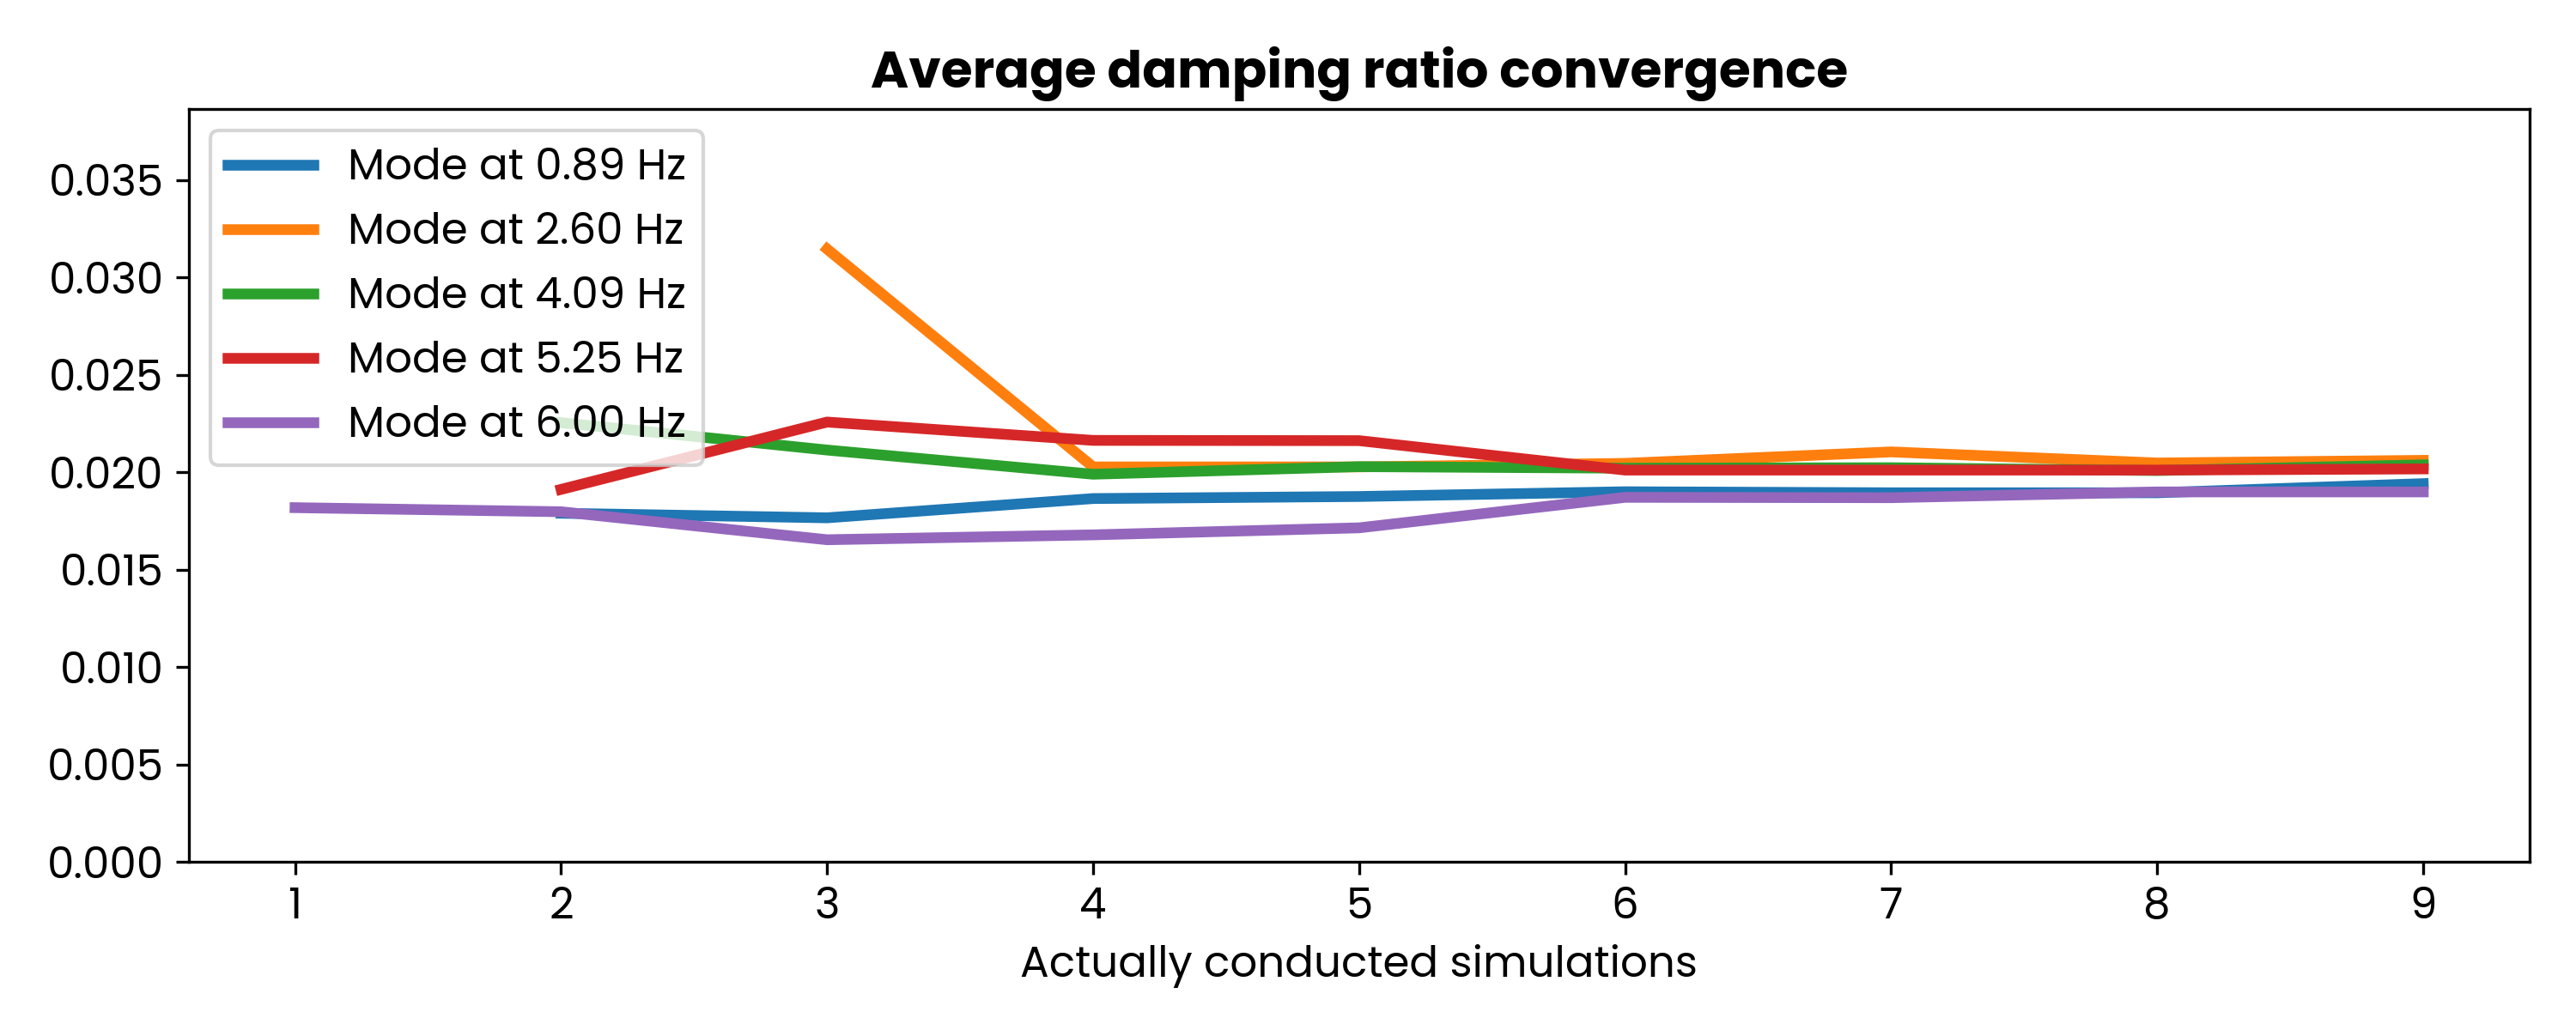 Average damping ratio convergence
Mode at 0.89 Hz
Mode at 2.60 Hz
Mode at 4.09 Hz
Mode at 5.25 Hz
Mode at 6.00 Hz
0.035
0.030
0.025
0.020
0.015
0.010
0.005
0.000
1 2 3 4 5 6 7 8 9
Actually conducted simulations